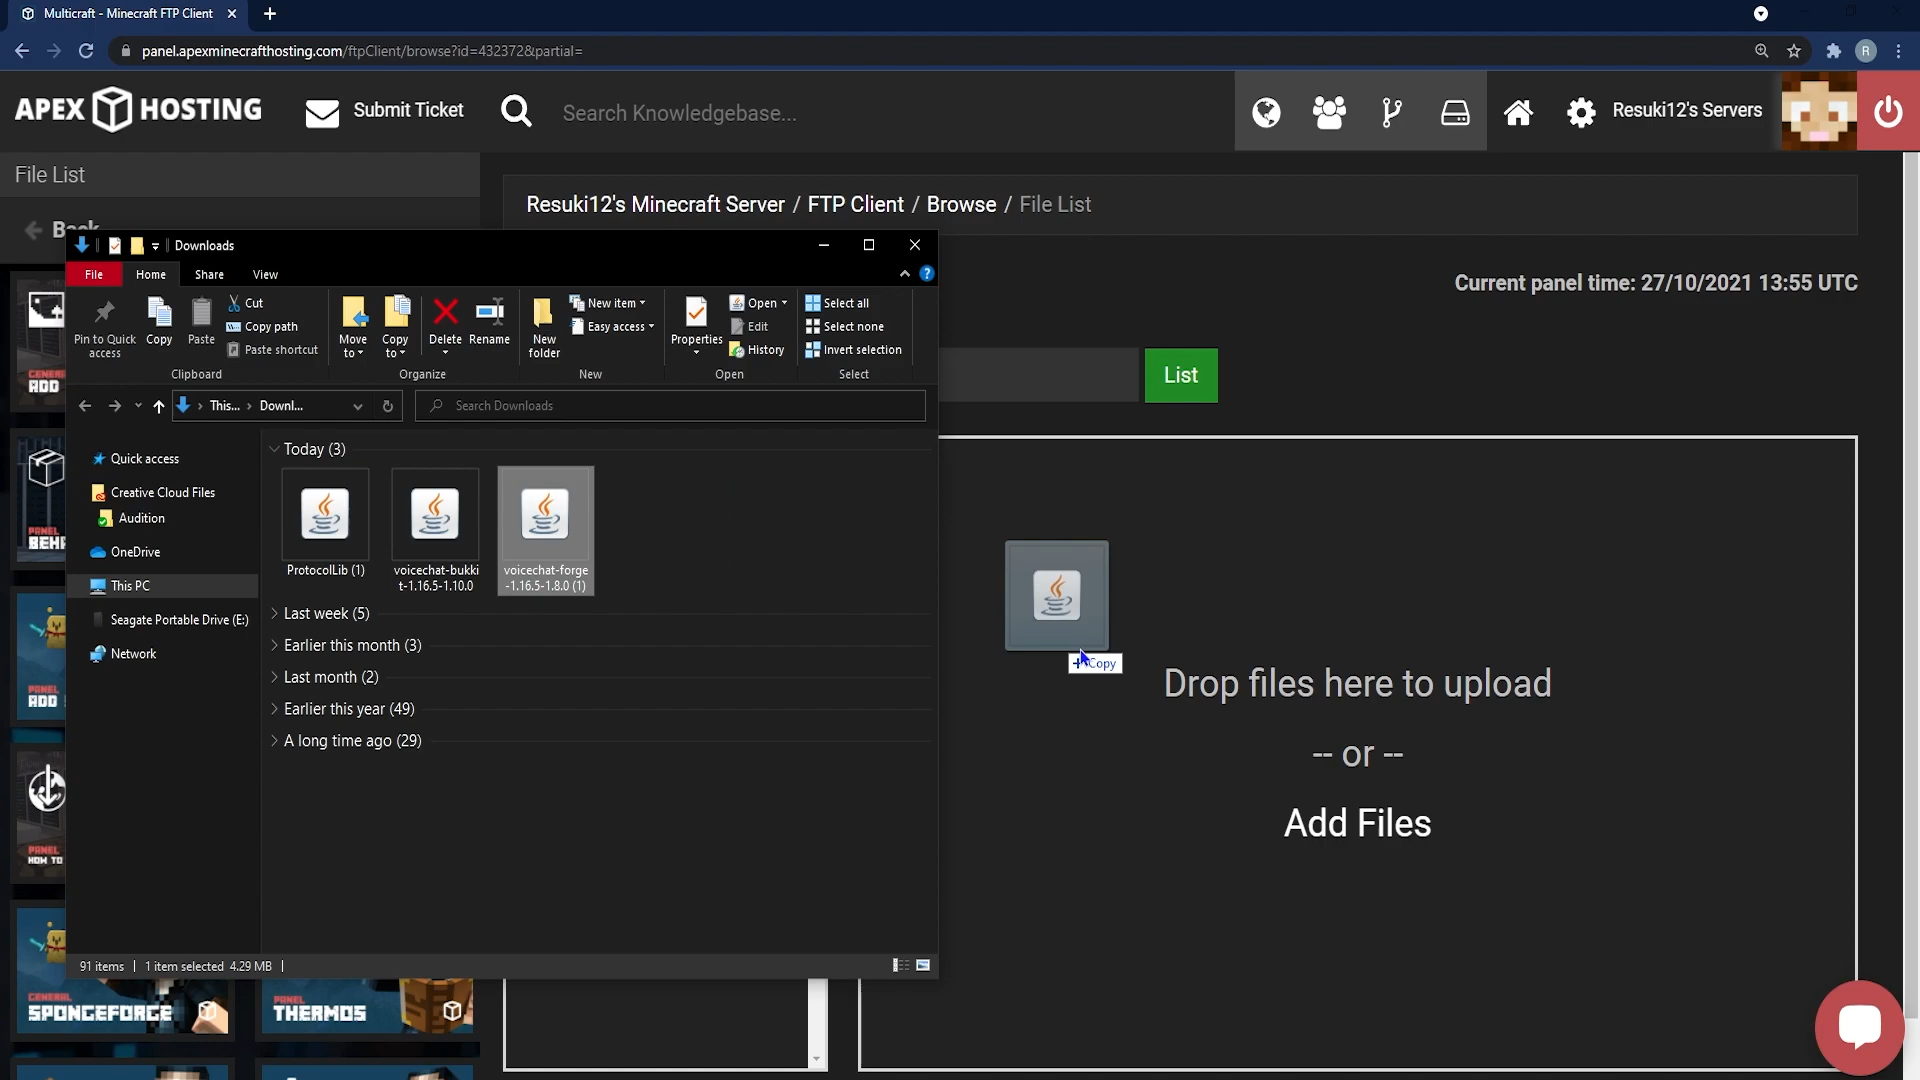 Multicraft - Minecraft FTP Client
panel.apexminecrafthosting.com/ftpClient/browse?id=432372&partial=
R
APEX HOSTING
Submit Ticket
Search Knowledgebase...
Resuki12's Servers
File List
Back
Resuki12's Minecraft Server / FTP Client / Browse / File List
Current panel time: 27/10/2021 13:55 UTC
List
Downloads
File
Home
Share
View
Pin to Quick access
Copy
Paste
Cut
Copy path
Paste shortcut
Clipboard
Move to
Copy to
Delete
Rename
Organize
New folder
New item
Easy access
New
Properties
Open
Edit
History
Open
Select all
Select none
Invert selection
Select
This...
Downl...
Search Downloads
Quick access
Creative Cloud Files
Audition
OneDrive
This PC
Seagate Portable Drive (E:)
Network
Today (3)
ProtocolLib (1)
voicechat-bukki
t-1.16.5-1.10.0
voicechat-forge
-1.16.5-1.8.0 (1)
Last week (5)
Earlier this month (3)
Last month (2)
Earlier this year (49)
A long time ago (29)
91 items
1 item selected 4.29 MB
+ Copy
Drop files here to upload
-- or --
Add Files
GENERAL
ADD
PANEL
BEHA
PANEL
ADD
PANEL
HOW TO
GENERAL
SPONGEFORGE
PANEL
THERMOS